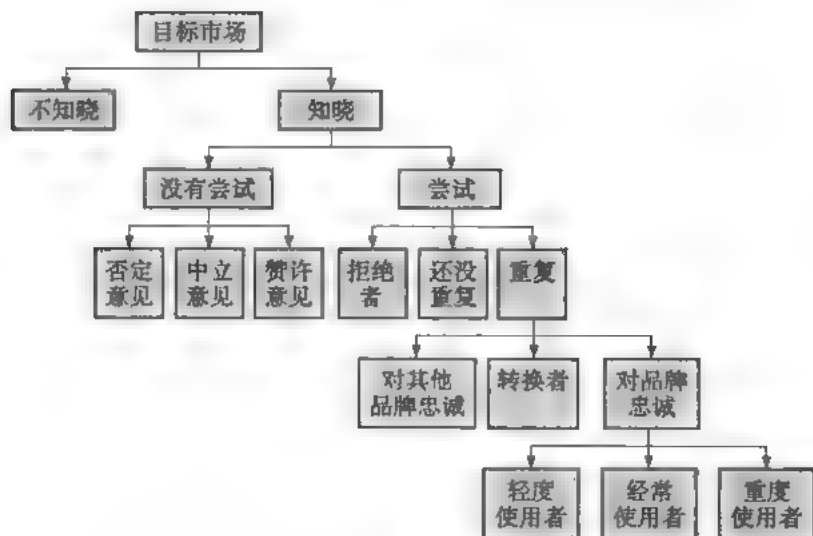 目标市场
不知晓
知晓
没有尝试
尝试
否定
意见
中立
意见
赞许
意见
拒绝
者
还没
重复
重复
对其他
品牌忠诚
转换者
对品牌
忠诚
轻度
使用者
经常
使用者
重度
使用者